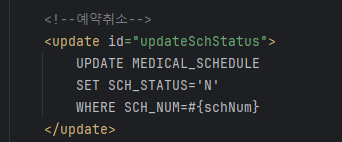 <!--예약취소-->
<update id="updateSchStatus">
UPDATE MEDICAL_SCHEDULE
SET SCH_STATUS='N'
WHERE SCH_NUM=#{schNum}
</update>